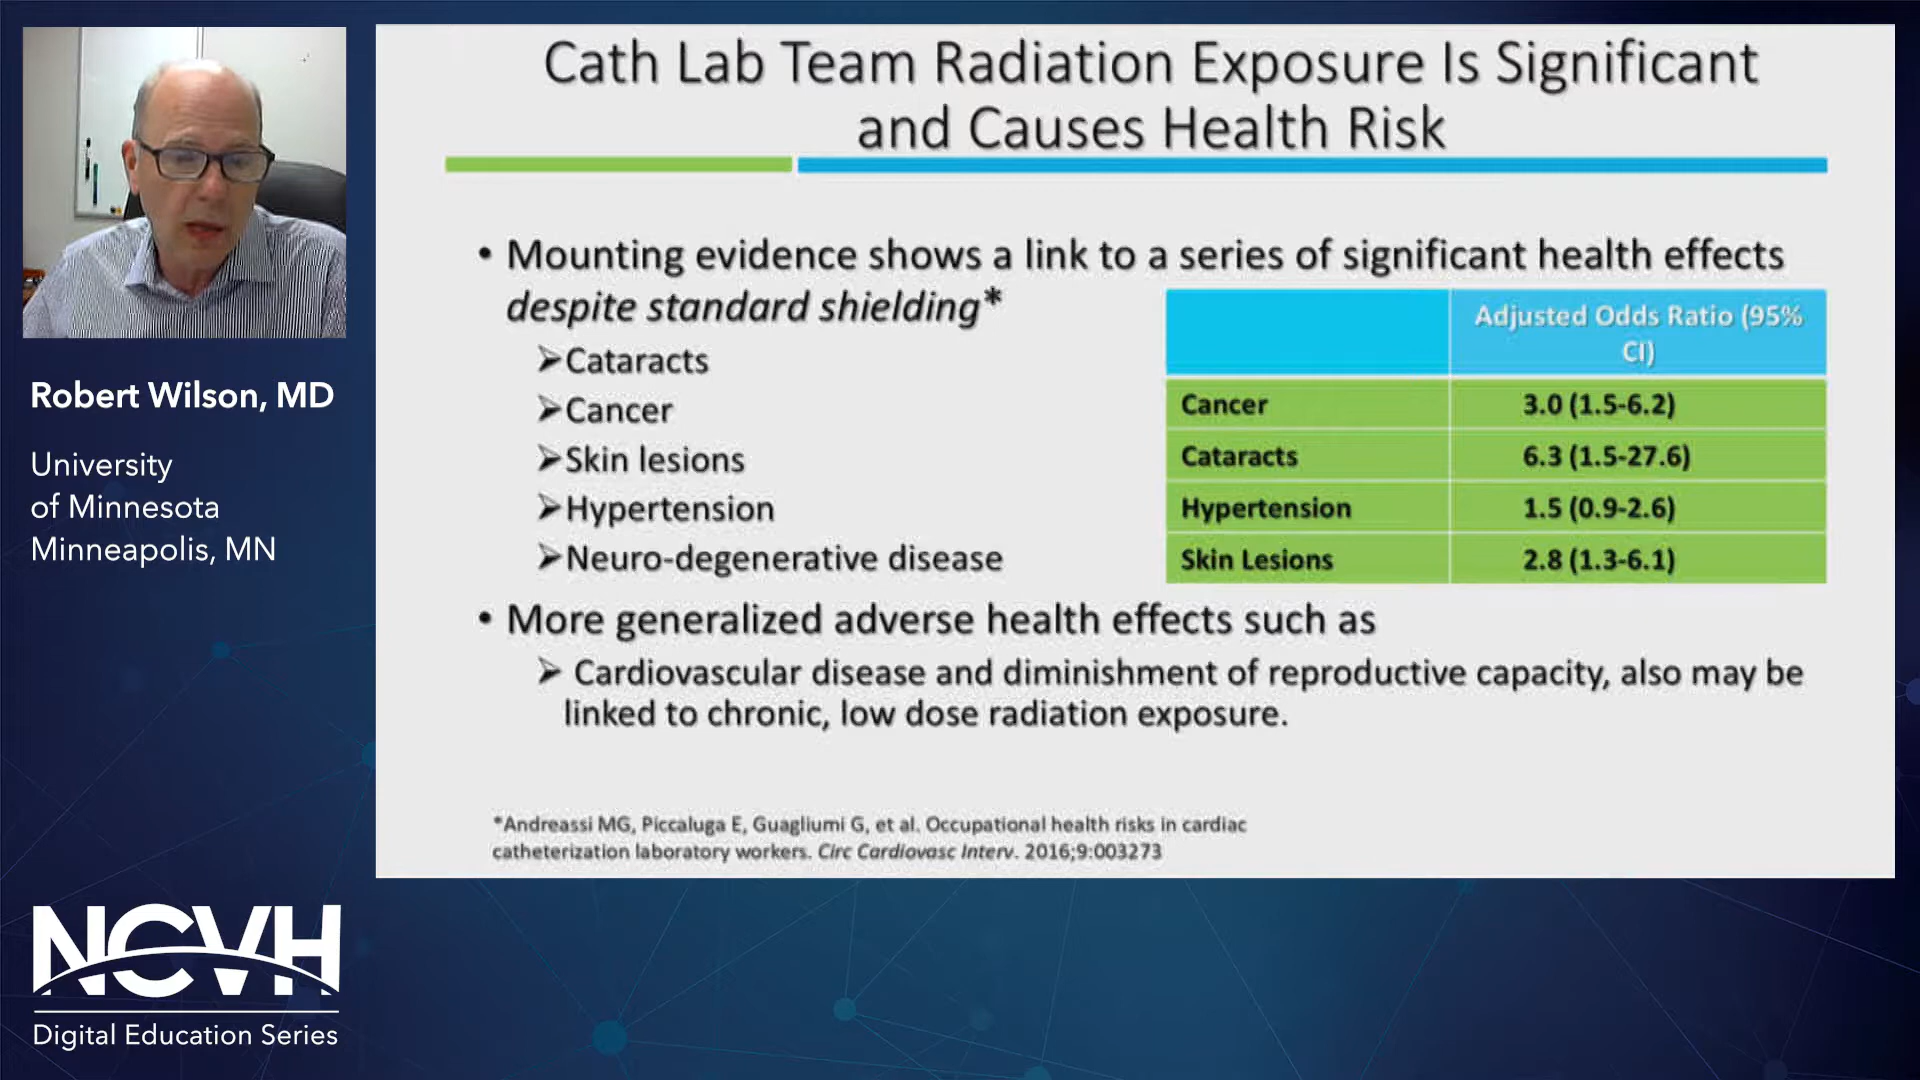 Cath Lab Team Radiation Exposure Is Significant
and Causes Health Risk
• Mounting evidence shows a link to a series of significant health effects
despite standard shielding*
➢Cataracts
➢Cancer
➢Skin lesions
➢Hypertension
➢Neuro-degenerative disease
Adjusted Odds Ratio (95%
CI)
Cancer 3.0 (1.5-6.2)
Cataracts 6.3 (1.5-27.6)
Hypertension 1.5 (0.9-2.6)
Skin Lesions 2.8 (1.3-6.1)
• More generalized adverse health effects such as
➢ Cardiovascular disease and diminishment of reproductive capacity, also may be
linked to chronic, low dose radiation exposure.
*Andreassi MG, Piccaluga E, Guagliumi G, et al. Occupational health risks in cardiac
catheterization laboratory workers. Circ Cardiovasc Interv. 2016;9:003273
Robert Wilson, MD
University
of Minnesota
Minneapolis, MN
NCVH
Digital Education Series